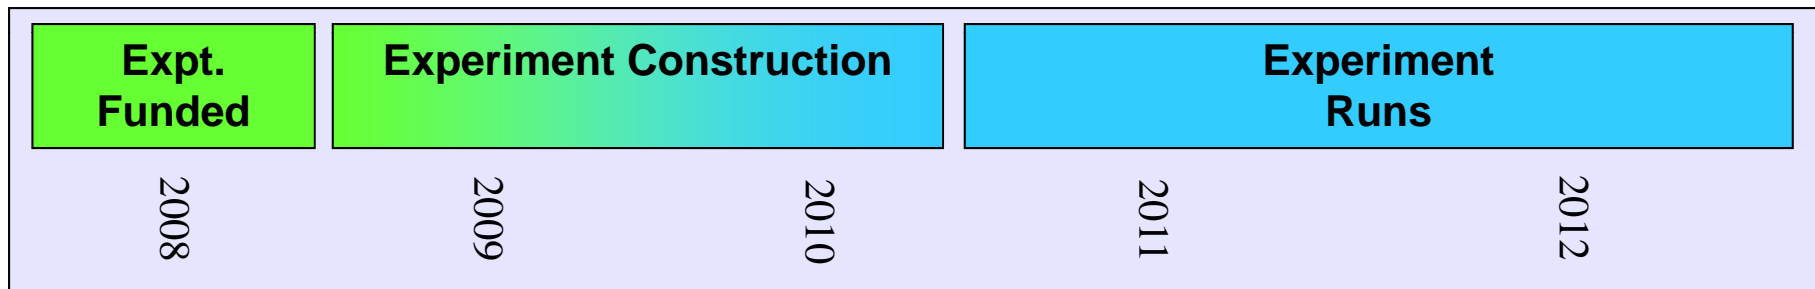 Expt.
Funded
Experiment Construction
Experiment
Runs
2008
2009
2010
2011
2012